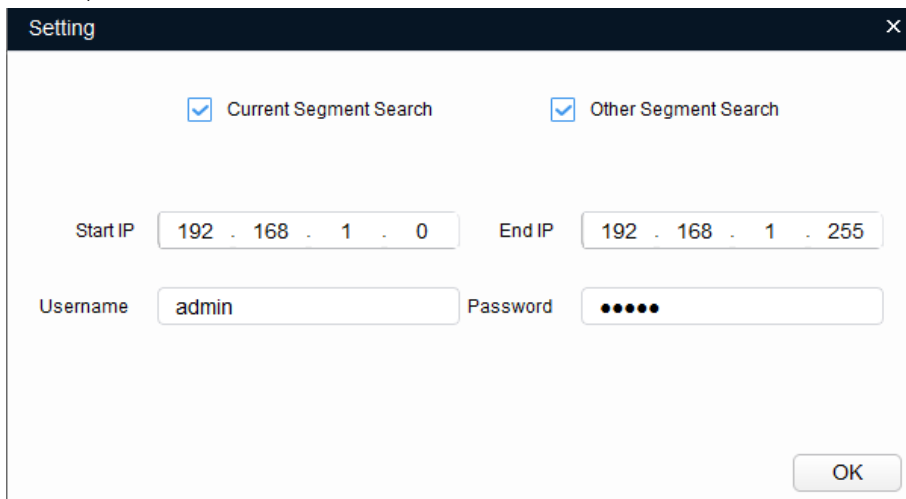 Setting
Current Segment Search Other Segment Search
Start IP 192 . 168 . 1 . 0 End IP 192 . 168 . 1 . 255
Username admin Password •••••
OK